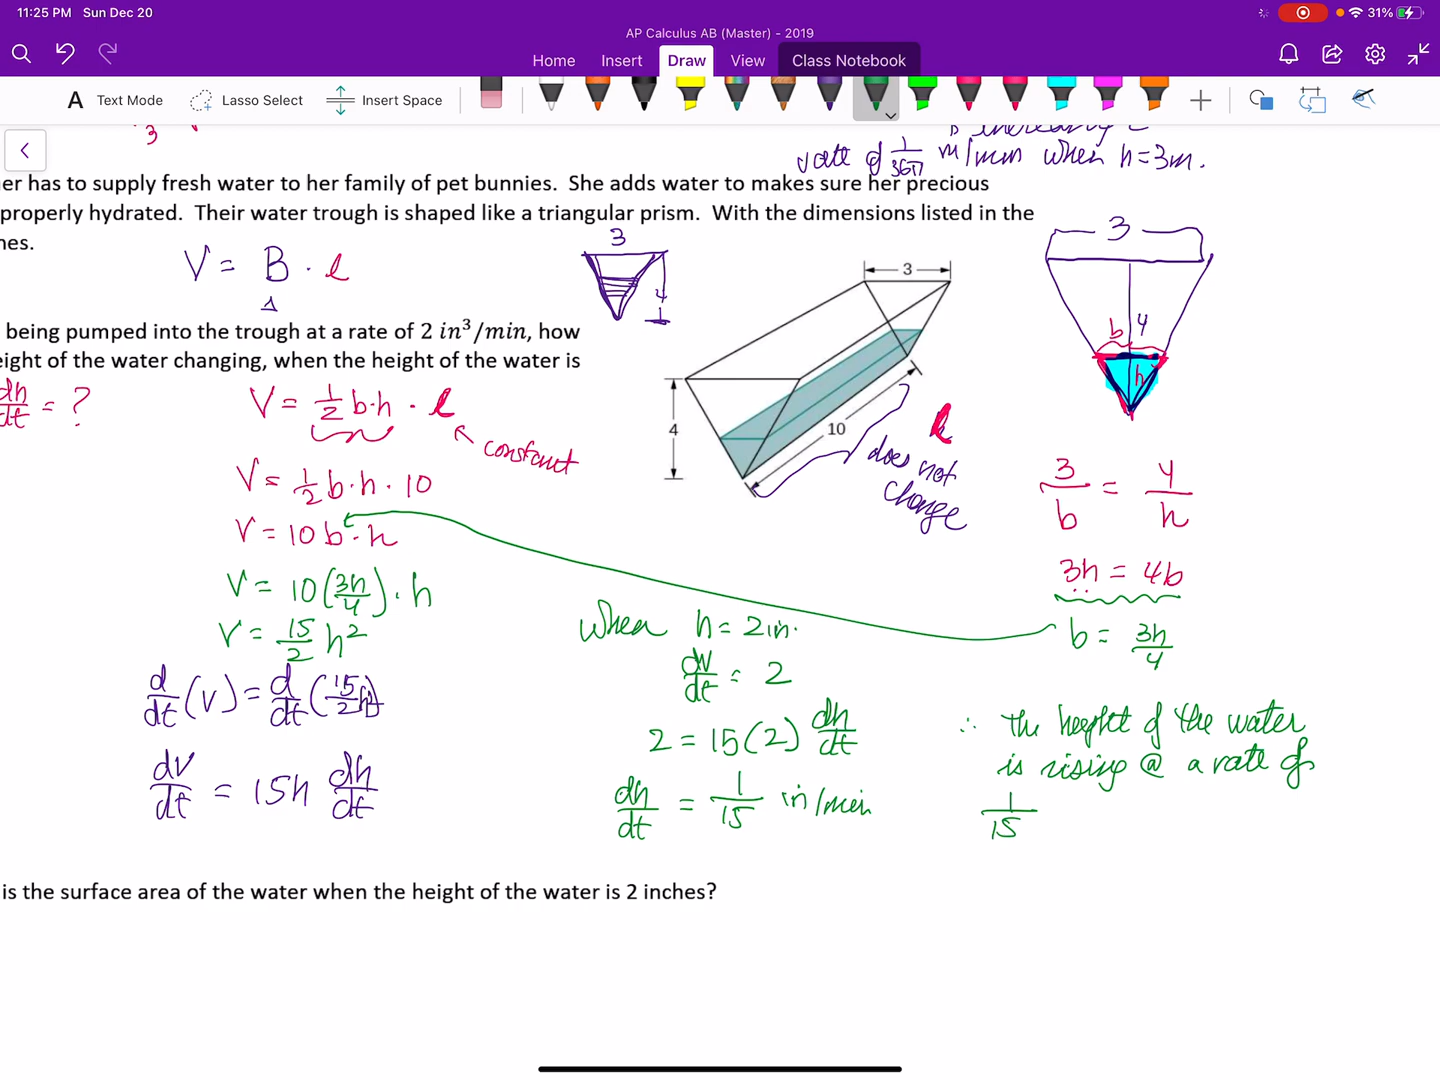 11:25 PM Sun Dec 20
31%
AP Calculus AB (Master) - 2019
Home Insert Draw View Class Notebook
Text Mode Lasso Select Insert Space
3
is increasing
rate of 1/36π m/min when h=3m.
er has to supply fresh water to her family of pet bunnies. She adds water to makes sure her precious
properly hydrated. Their water trough is shaped like a triangular prism. With the dimensions listed in the
nes.
V = B · l
3
4
3
4
10
3
4
b
h
being pumped into the trough at a rate of 2 in³/min, how
eight of the water changing, when the height of the water is
dh/dt = ?
V = 1/2 b·h · l
constant
l
does not
change
V = 1/2 b·h · 10
V = 10b·h
V = 10(3h/4)·h
V = 15/2 h²
d/dt (V) = d/dt (15/2 h²)
dV/dt = 15h dh/dt
3/b = 4/h
3h = 4b
b = 3h/4
When h = 2in.
dV/dt = 2
2 = 15(2) dh/dt
dh/dt = 1/15 in/min
∴ the height of the water
is rising @ a rate of
1/15
is the surface area of the water when the height of the water is 2 inches?